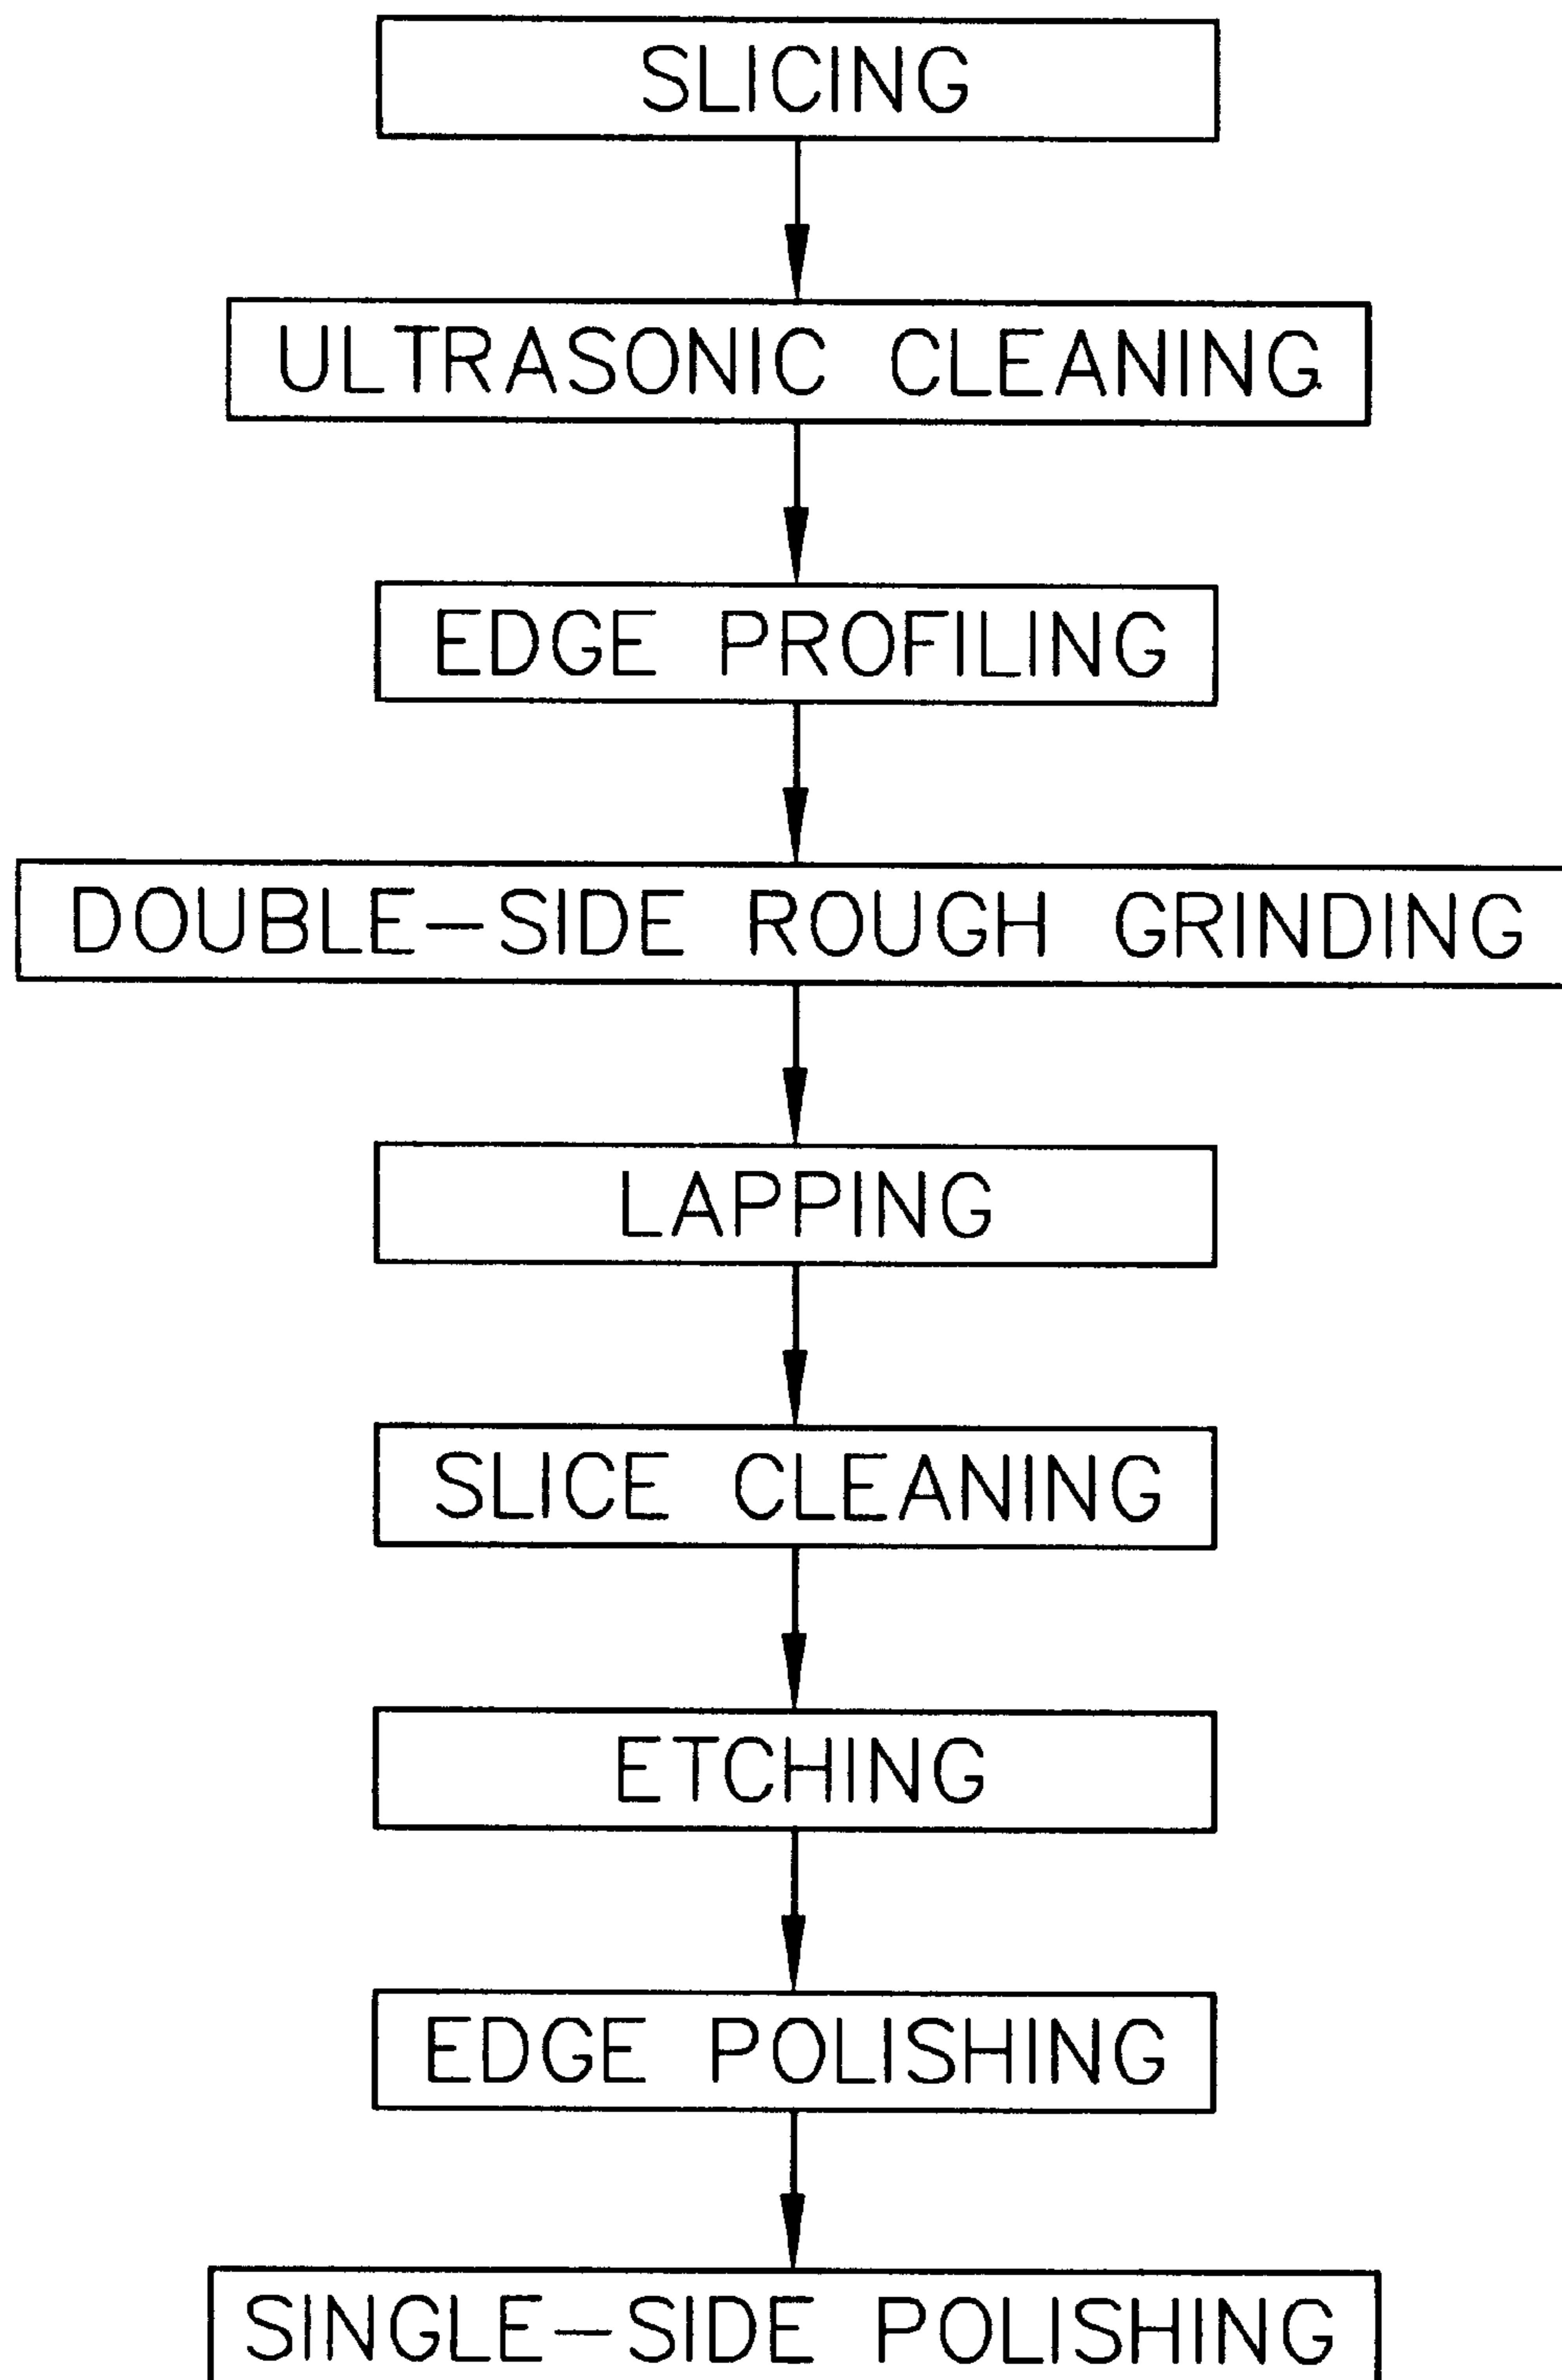 SLICING
ULTRASONIC CLEANING
EDGE PROFILING
DOUBLE-SIDE ROUGH GRINDING
LAPPING
SLICE CLEANING
ETCHING
EDGE POLISHING
SINGLE-SIDE POLISHING